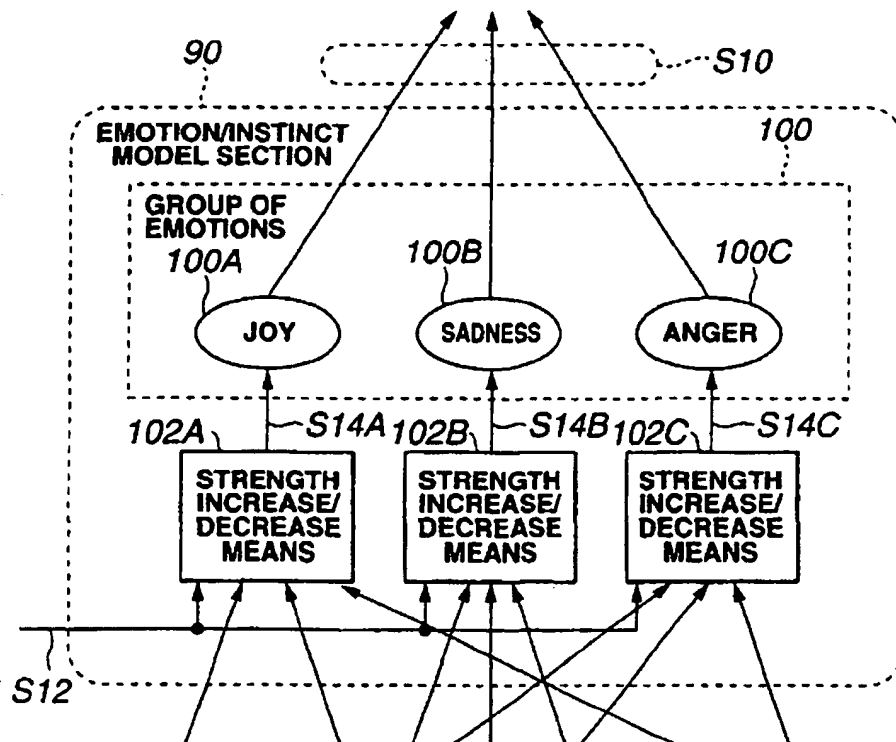 90
S10
EMOTION/INSTINCT
MODEL SECTION
100
GROUP OF
EMOTIONS
100A
100B
100C
JOY
SADNESS
ANGER
102A
S14A
102B
S14B
102C
S14C
STRENGTH
INCREASE/
DECREASE
MEANS
STRENGTH
INCREASE/
DECREASE
MEANS
STRENGTH
INCREASE/
DECREASE
MEANS
S12